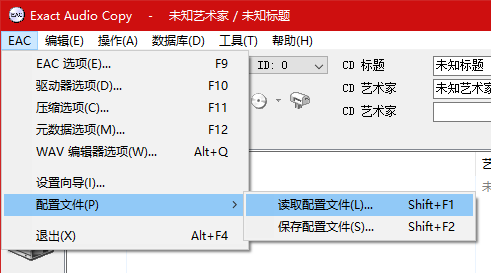 Exact Audio Copy - 未知艺术家 / 未知标题
EAC 编辑(E) 操作(A) 数据库(D) 工具(T) 帮助(H)
EAC 选项(E)... F9
驱动器选项(D)... F10
压缩选项(C)... F11
元数据选项(M)... F12
WAV 编辑器选项(W)... Alt+Q
设置向导(I)...
配置文件(P)
退出(X) Alt+F4
ID: 0
CD 标题 未知标题
CD 艺术家 未知艺术家
CD 艺术家
读取配置文件(L)... Shift+F1
保存配置文件(S)... Shift+F2